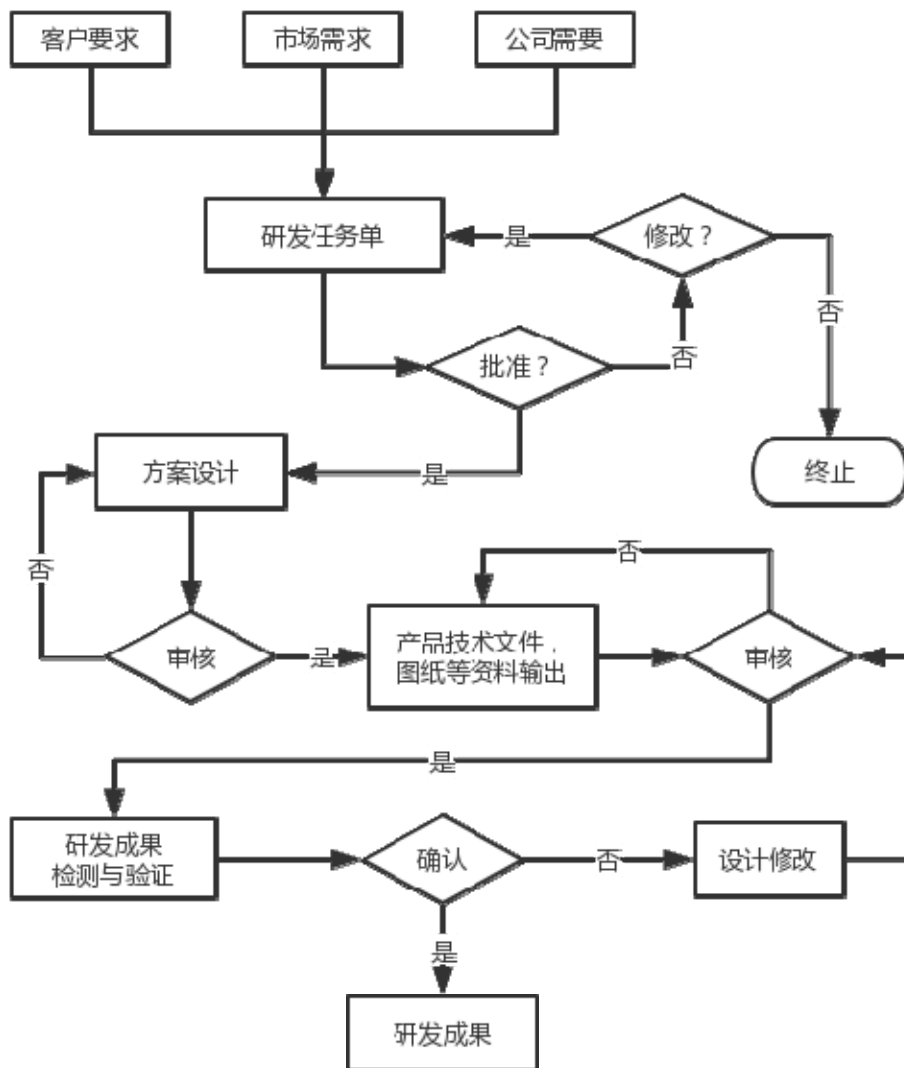 客户要求
市场需求
公司需要
研发任务单
是
修改？
否
批准？
否
是
方案设计
终止
否
否
审核
是
产品技术文件，
图纸等资料输出
审核
是
研发成果
检测与验证
确认
否
设计修改
是
研发成果